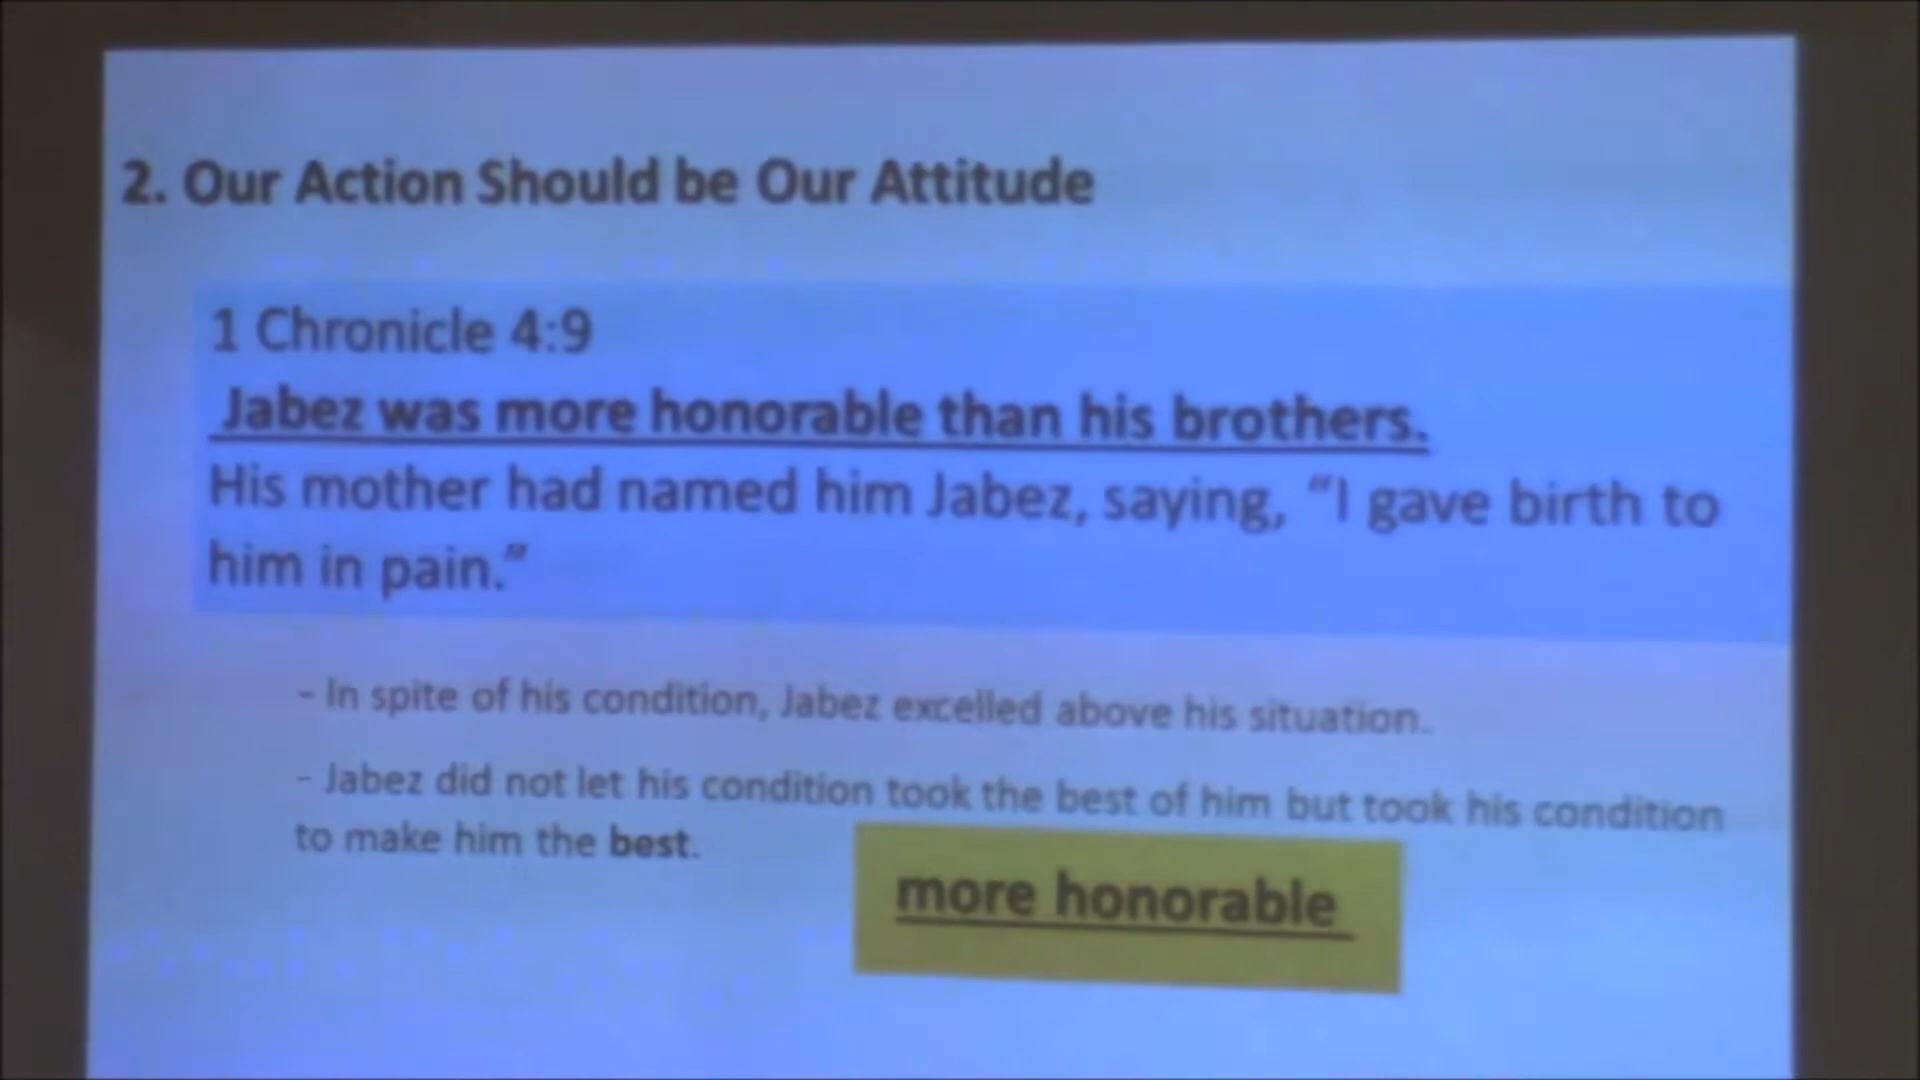 2. Our Action Should be Our Attitude
1 Chronicle 4:9
Jabez was more honorable than his brothers.
His mother had named him Jabez, saying, “I gave birth to
him in pain.”
- In spite of his condition, Jabez excelled above his situation.
- Jabez did not let his condition took the best of him but took his condition
to make him the best.
more honorable